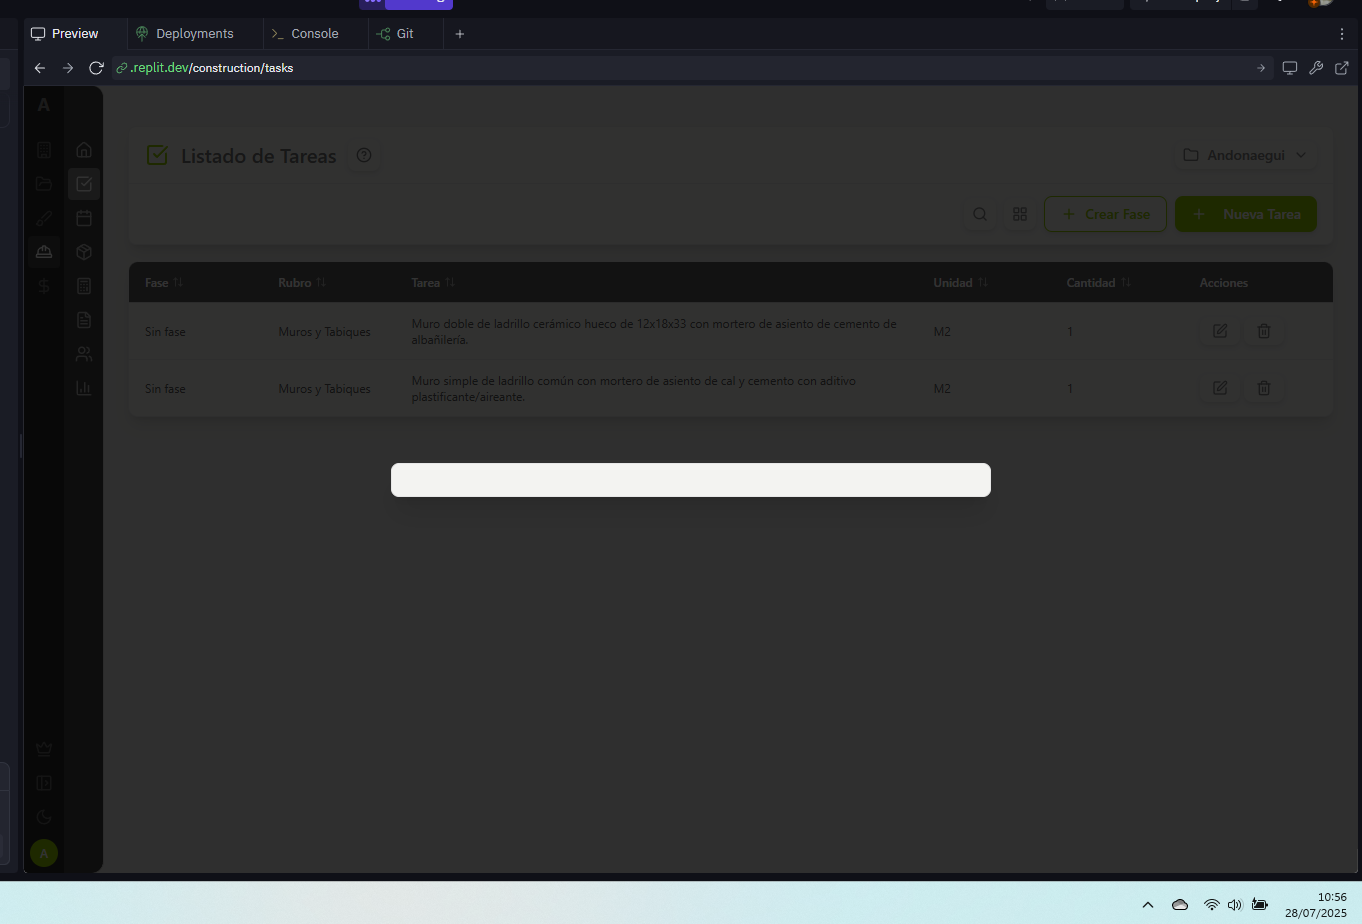 Preview
Deployments
Console
Git
.replit.dev/construction/tasks
A
Listado de Tareas
Andonaegui
Crear Fase
Nueva Tarea
Fase Rubro Tarea Unidad Cantidad Acciones
Sin fase Muros y Tabiques Muro doble de ladrillo cerámico hueco de 12x18x33 con mortero de asiento de cemento de M2 1
albañilería.
Sin fase Muros y Tabiques Muro simple de ladrillo común con mortero de asiento de cal y cemento con aditivo M2 1
plastificante/aireante.
A
10:56
28/07/2025